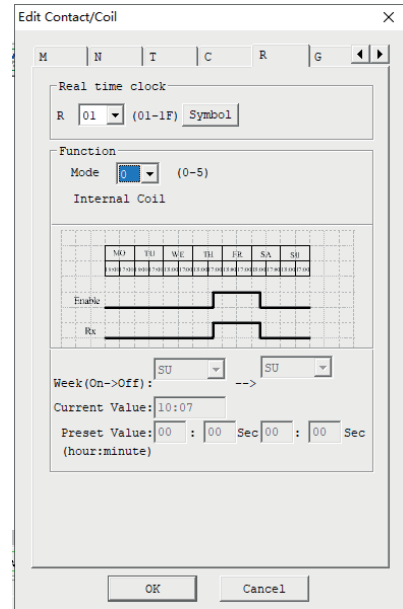 Edit Contact/Coil
M N T C R G
Real time clock
R 01 (01-1F) Symbol
Function
Mode 0 (0-5)
Internal Coil
MO TU WE TH FR SA SU
Enable
Rx
Week(On->Off): SU --> SU
Current Value: 10:07
Preset Value: 00 : 00 Sec 00 : 00 Sec
(hour:minute)
OK Cancel